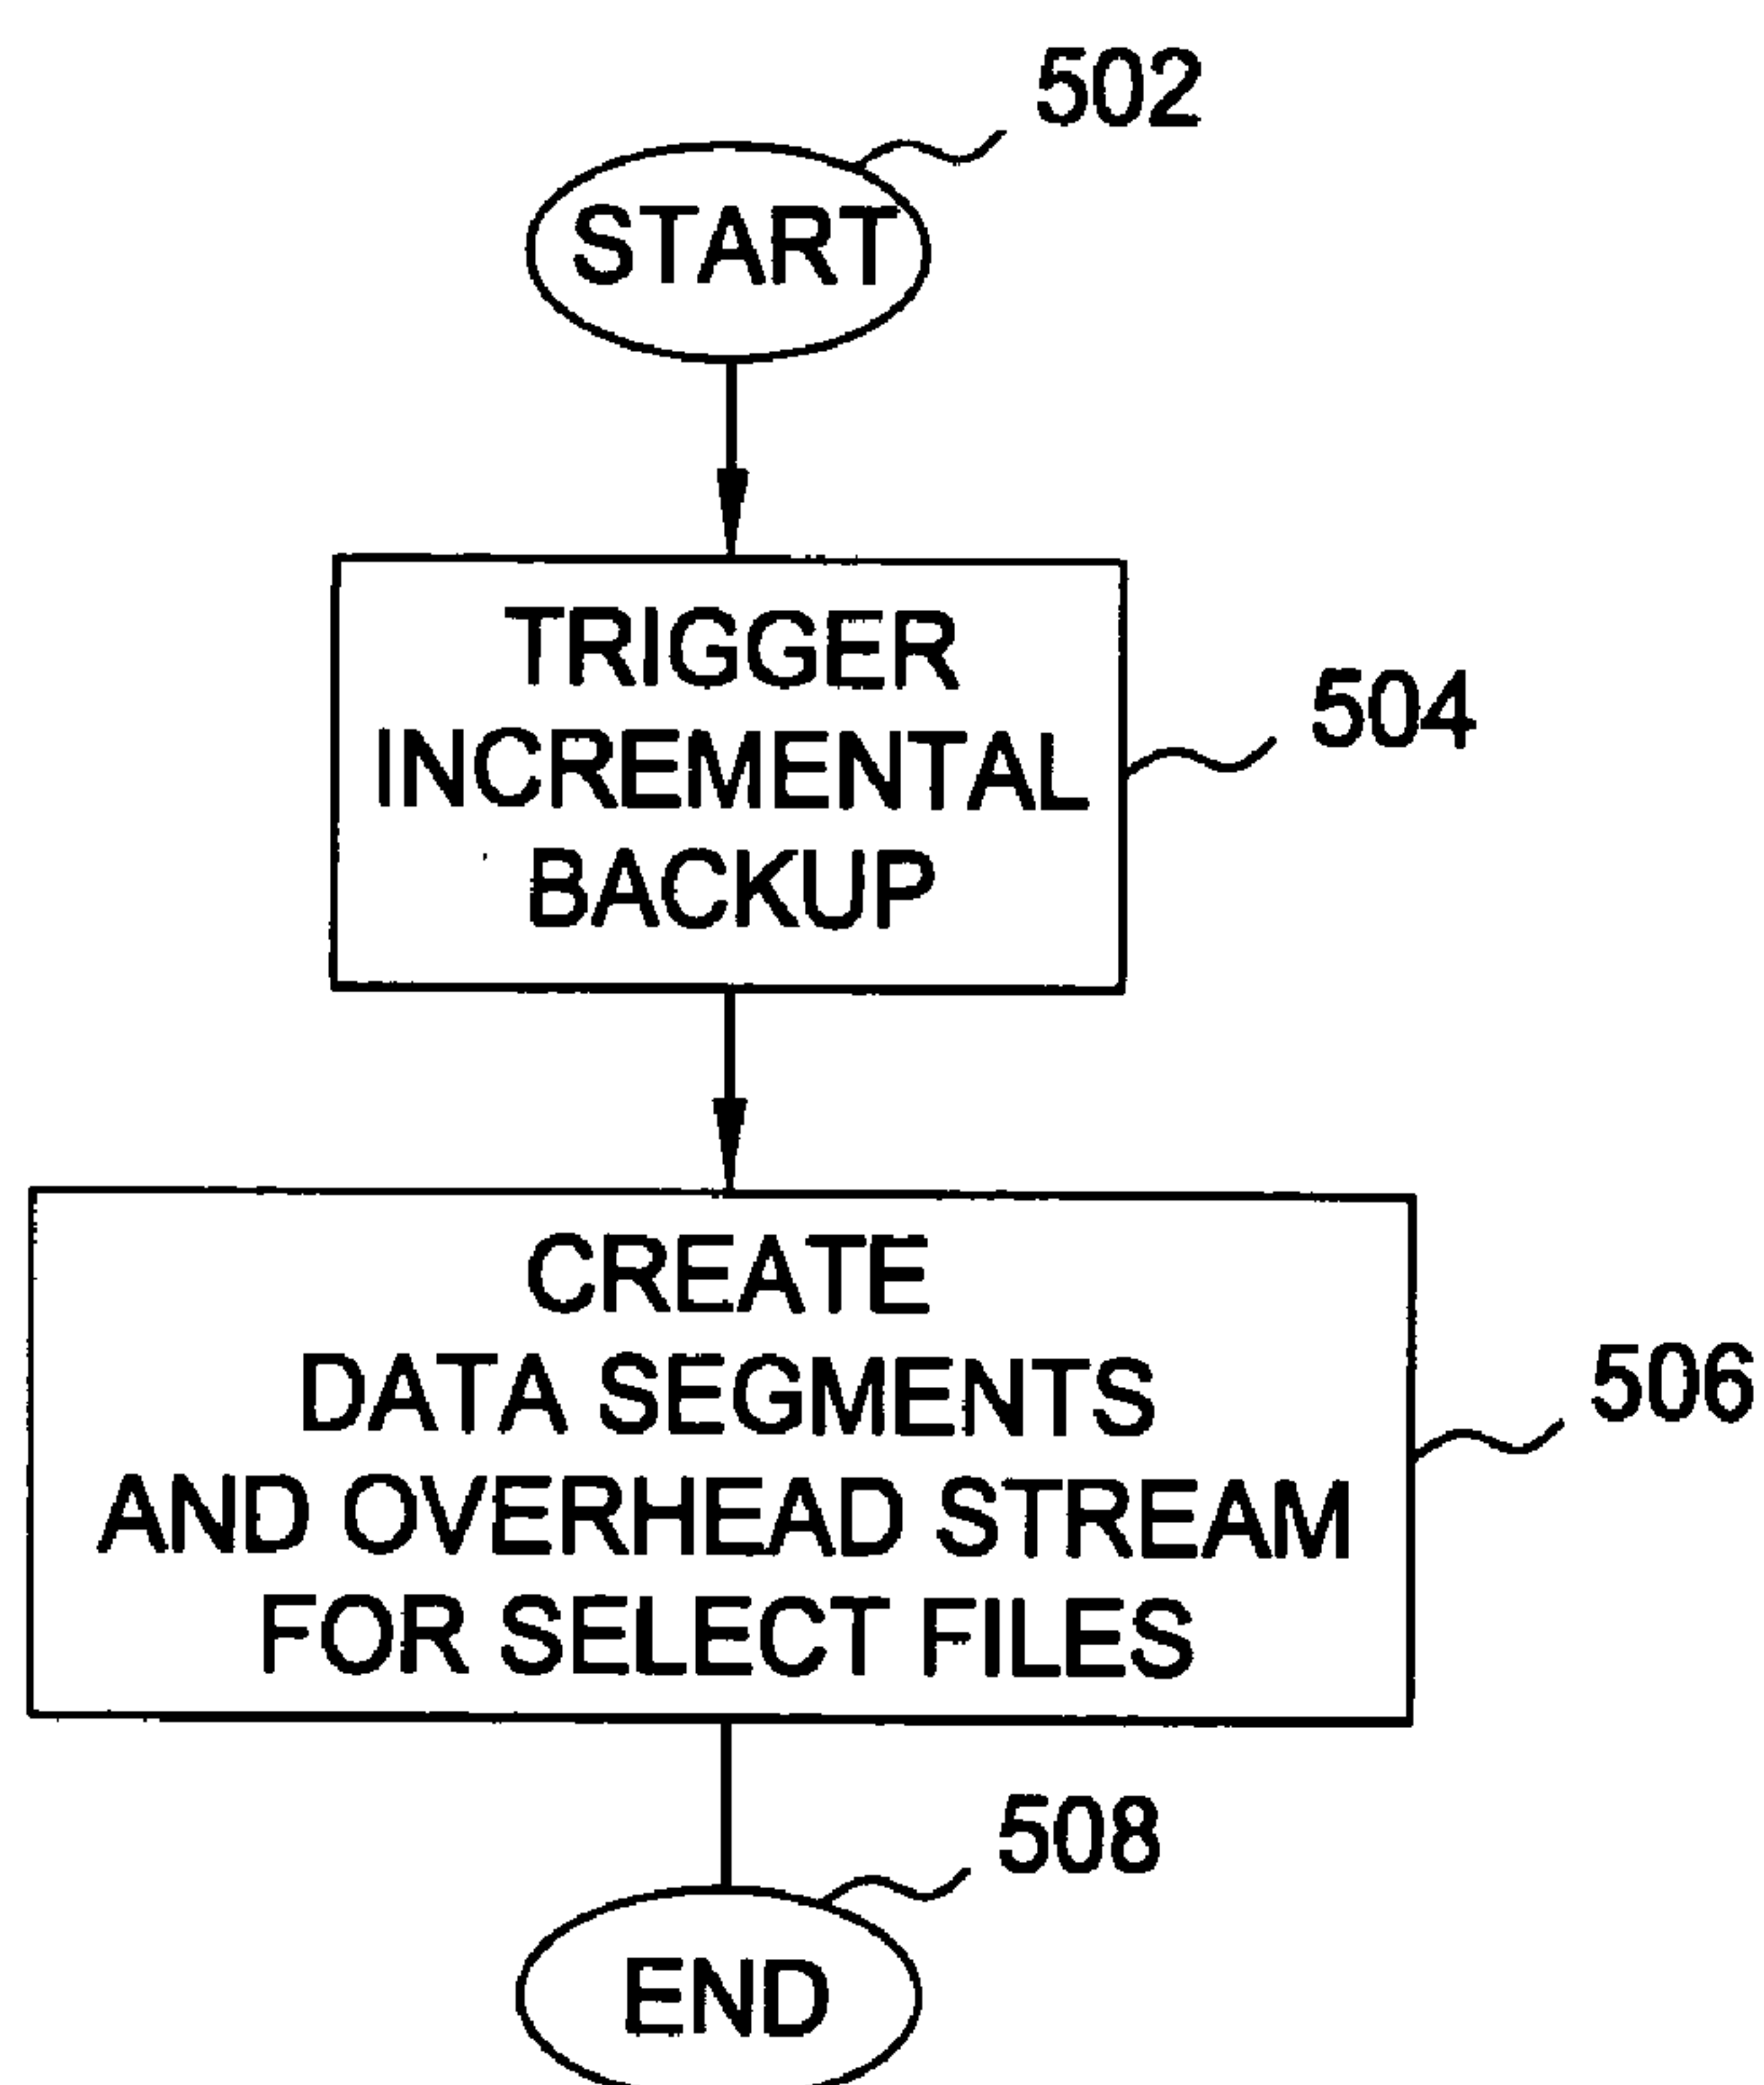 502
START
TRIGGER
INCREMENTAL
BACKUP
504
CREATE
DATA SEGMENTS
AND OVERHEAD STREAM
FOR SELECT FILES
506
508
END